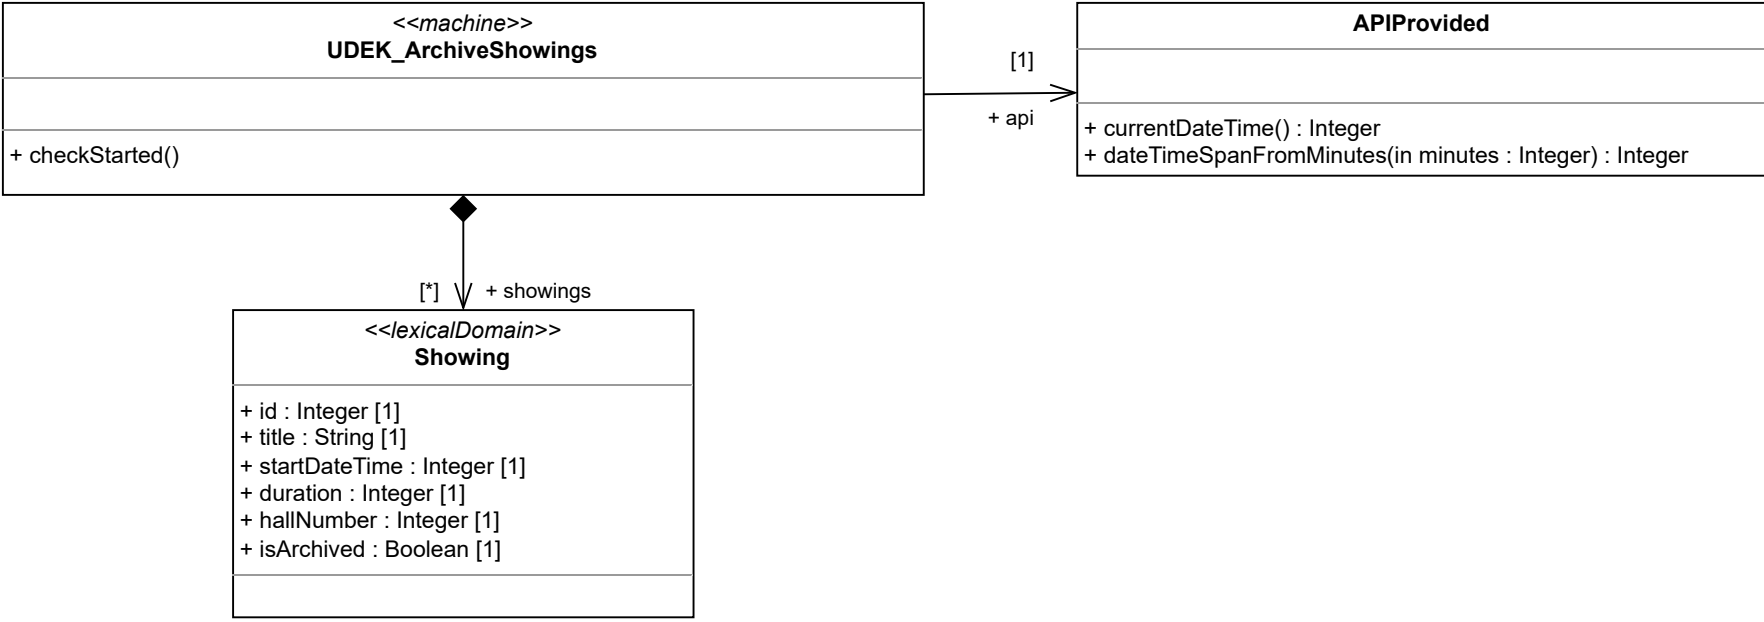 <<machine>>
UDEK_ArchiveShowings
+ checkStarted()
[1]
+ api
APIProvided
+ currentDateTime() : Integer
+ dateTimeSpanFromMinutes(in minutes : Integer) : Integer
[*]
+ showings
<<lexicalDomain>>
Showing
+ id : Integer [1]
+ title : String [1]
+ startDateTime : Integer [1]
+ duration : Integer [1]
+ hallNumber : Integer [1]
+ isArchived : Boolean [1]